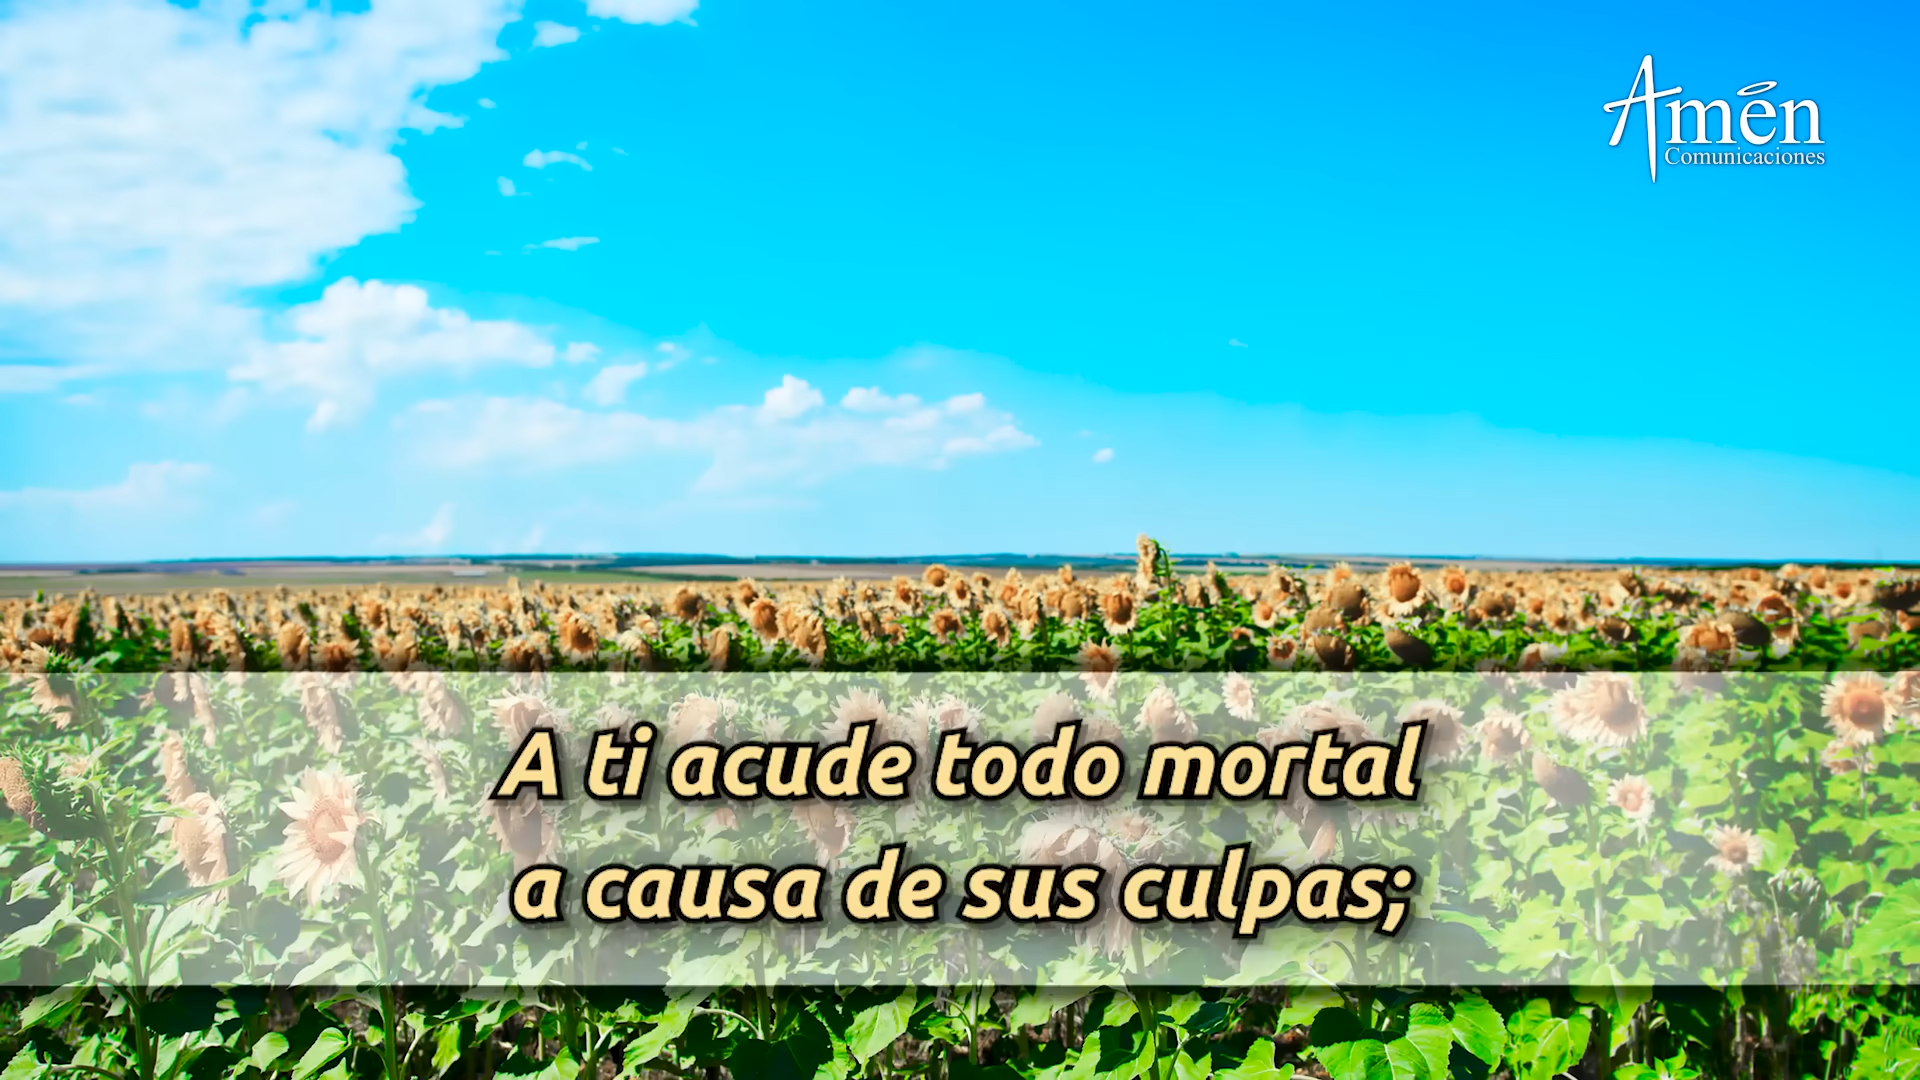 Amén
Comunicaciones
A ti acude todo mortal
a causa de sus culpas;